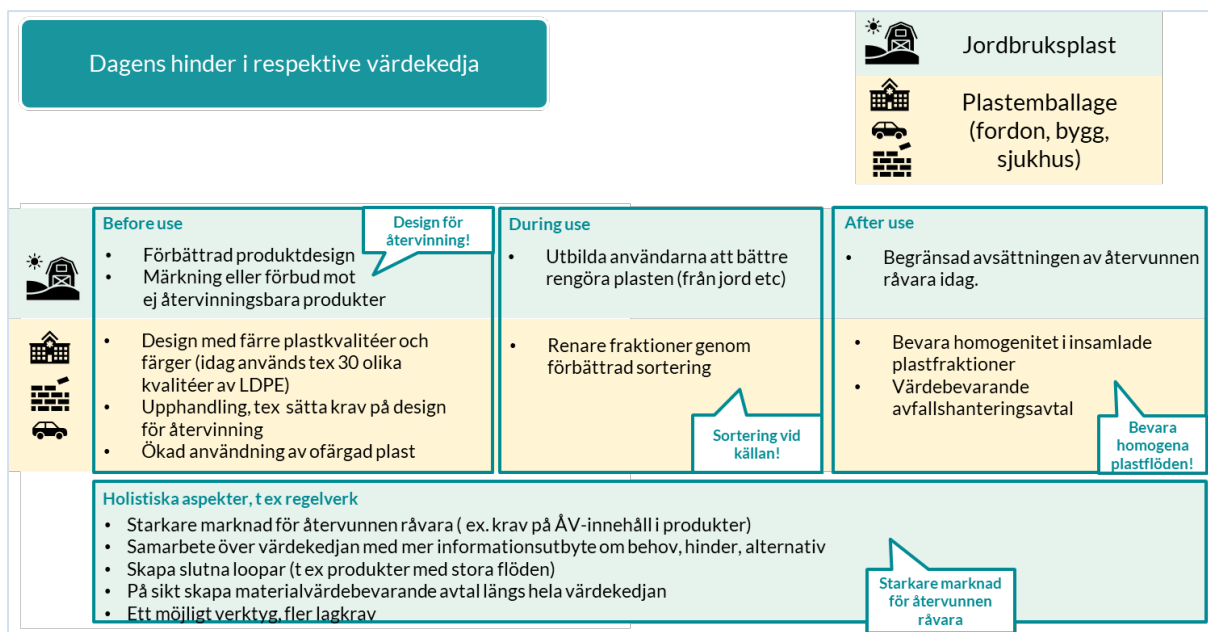 Dagens hinder i respektive värdekedja
Jordbruksplast
Plastemballage
(fordon, bygg,
sjukhus)
Before use
Design för
återvinning!
• Förbättrad produktdesign
• Märkning eller förbud mot
ej återvinningsbara produkter
• Design med färre plastkvalitéer och
färger (idag används tex 30 olika
kvalitéer av LDPE)
• Upphandling, tex sätta krav på design
för återvinning
• Ökad användning av ofärgad plast
During use
• Utbilda användarna att bättre
rengöra plasten (från jord etc)
• Renare fraktioner genom
förbättrad sortering
Sortering vid
källan!
After use
• Begränsad avsättningen av återvunnen
råvara idag.
• Bevara homogenitet i insamlade
plastfraktioner
• Värdebevarande
avfallshanteringsavtal
Bevara
homogena
plastflöden!
Holistiska aspekter, t ex regelverk
• Starkare marknad för återvunnen råvara ( ex. krav på ÅV-innehåll i produkter)
• Samarbete över värdekedjan med mer informationsutbyte om behov, hinder, alternativ
• Skapa slutna loopar (t ex produkter med stora flöden)
• På sikt skapa materialvärdebevarande avtal längs hela värdekedjan
• Ett möjligt verktyg, fler lagkrav
Starkare marknad
för återvunnen
råvara